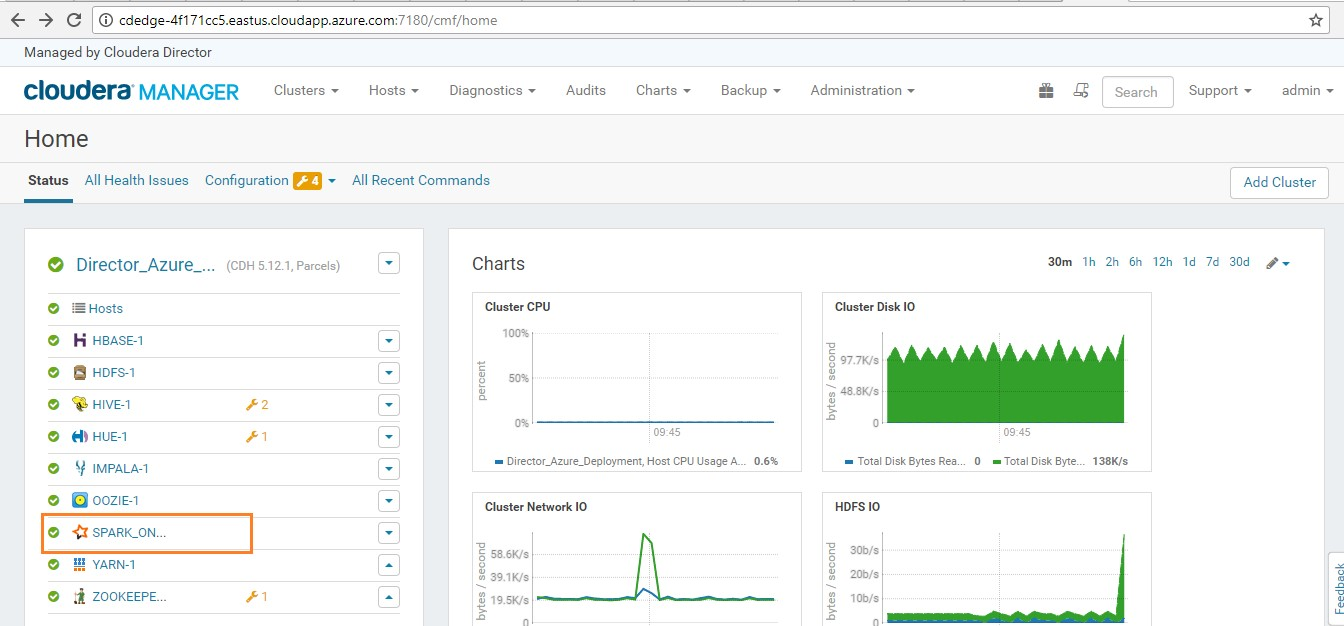 cdedge-4f171cc5.eastus.cloudapp.azure.com:7180/cmf/home
Managed by Cloudera Director
cloudera MANAGER Clusters Hosts Diagnostics Audits Charts Backup Administration Search Support admin
Home
Status All Health Issues Configuration 4 All Recent Commands Add Cluster
Director_Azure_... (CDH 5.12.1, Parcels)
Hosts
HBASE-1
HDFS-1
HIVE-1 2
HUE-1 1
IMPALA-1
OOZIE-1
SPARK_ON...
YARN-1
ZOOKEEPE... 1
Charts 30m 1h 2h 6h 12h 1d 7d 30d
Cluster CPU
percent
100%
50%
0%
09:45
Director_Azure_Deployment, Host CPU Usage A... 0.6%
Cluster Disk IO
bytes / second
97.7K/s
48.8K/s
0
09:45
Total Disk Bytes Rea... 0 Total Disk Byte... 138K/s
Cluster Network IO
bytes / second
58.6K/s
39.1K/s
19.5K/s
0
HDFS IO
bytes / second
30b/s
20b/s
10b/s
0
Feedback